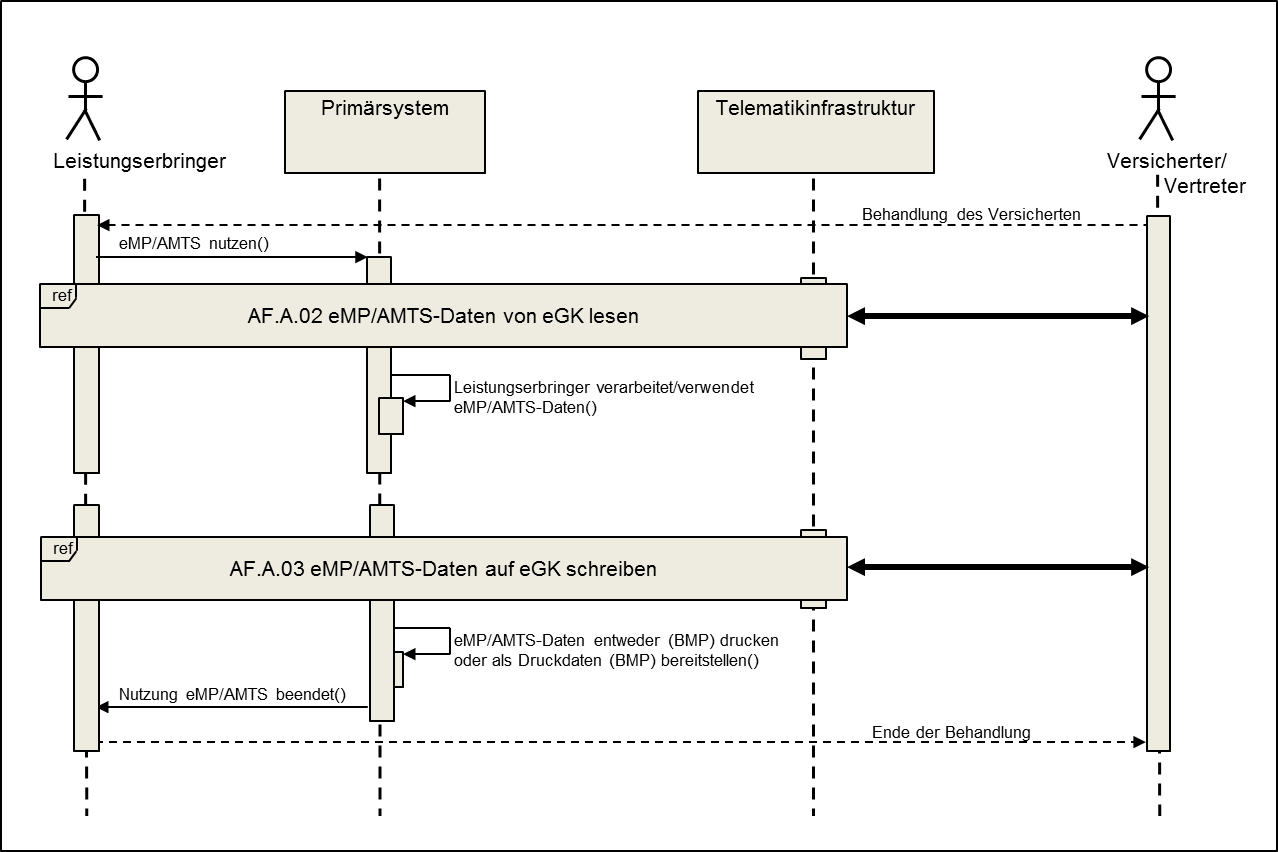 Leistungserbringer
Primärsystem
Telematikinfrastruktur
Versicherter/
Vertreter
Behandlung des Versicherten
eMP/AMTS nutzen()
ref
AF.A.02 eMP/AMTS-Daten von eGK lesen
Leistungserbringer verarbeitet/verwendet
eMP/AMTS-Daten()
ref
AF.A.03 eMP/AMTS-Daten auf eGK schreiben
eMP/AMTS-Daten entweder (BMP) drucken
oder als Druckdaten (BMP) bereitstellen()
Nutzung eMP/AMTS beendet()
Ende der Behandlung